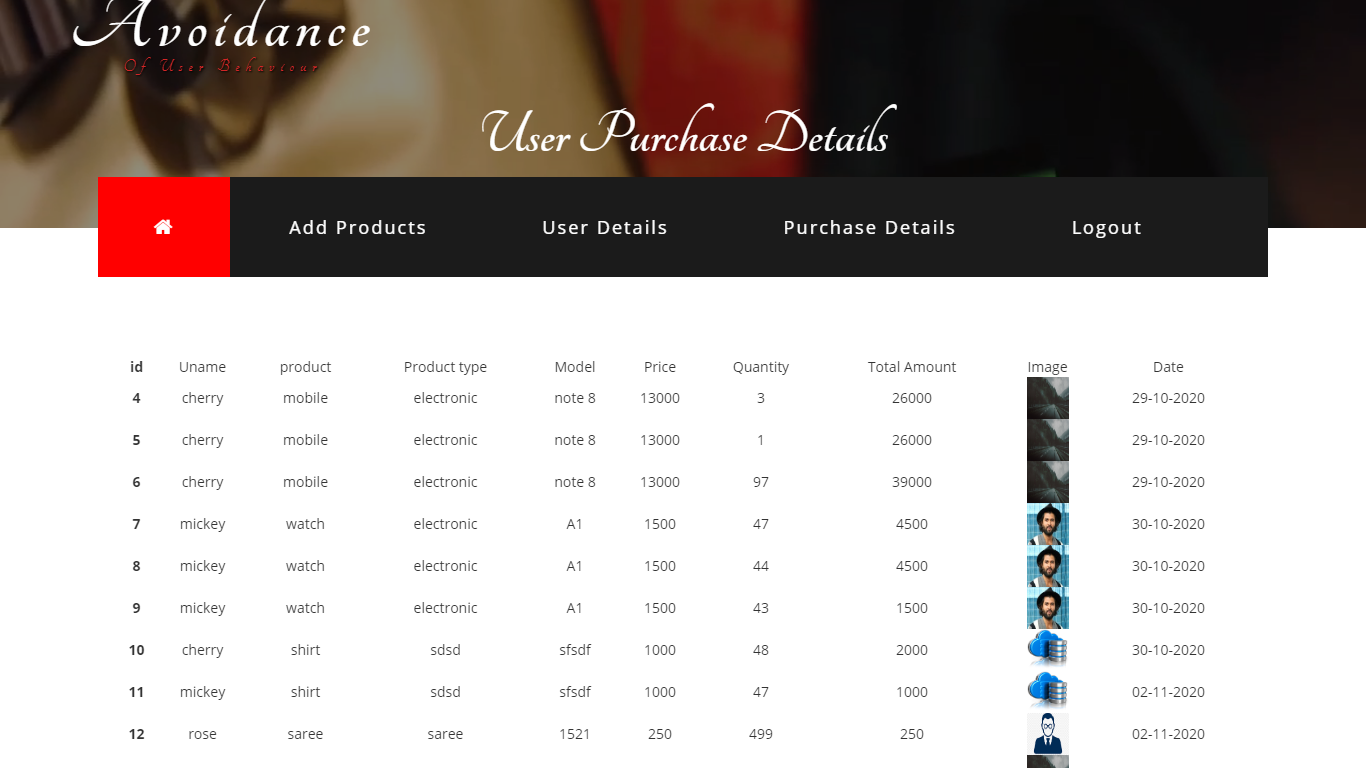 Avoidance
Of User Behaviour
User Purchase Details
Add Products User Details Purchase Details Logout
id Uname product Product type Model Price Quantity Total Amount Image Date
4 cherry mobile electronic note 8 13000 3 26000 29-10-2020
5 cherry mobile electronic note 8 13000 1 26000 29-10-2020
6 cherry mobile electronic note 8 13000 97 39000 29-10-2020
7 mickey watch electronic A1 1500 47 4500 30-10-2020
8 mickey watch electronic A1 1500 44 4500 30-10-2020
9 mickey watch electronic A1 1500 43 1500 30-10-2020
10 cherry shirt sdsd sfsdf 1000 48 2000 30-10-2020
11 mickey shirt sdsd sfsdf 1000 47 1000 02-11-2020
12 rose saree saree 1521 250 499 250 02-11-2020